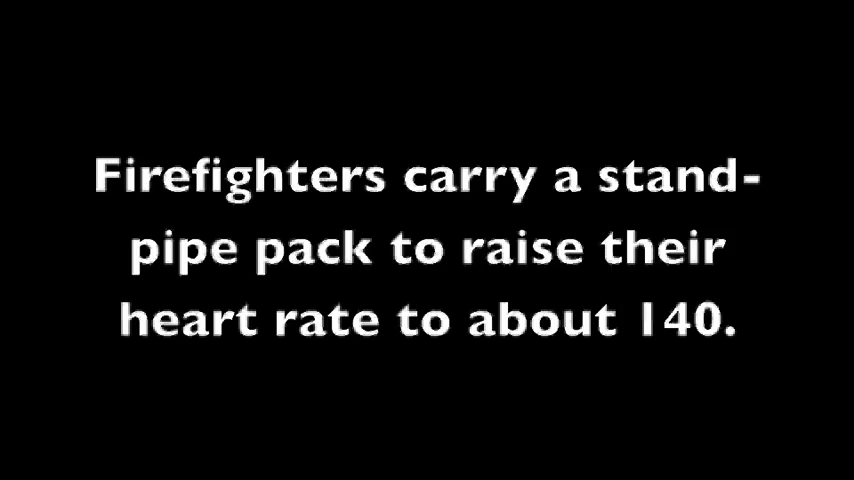 Firefighters carry a stand-
pipe pack to raise their
heart rate to about 140.